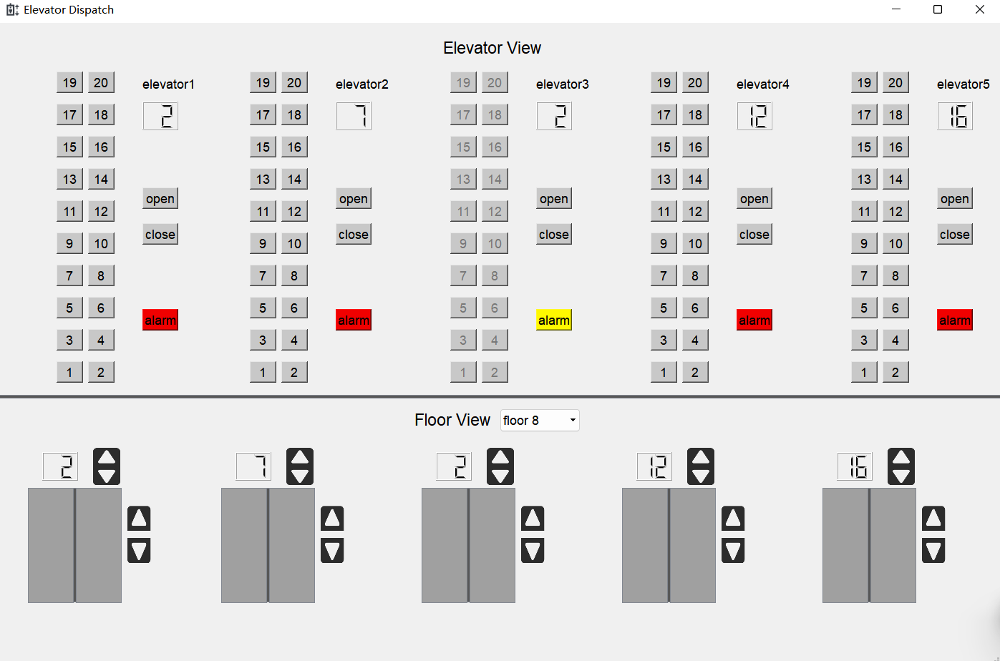 Elevator Dispatch
Elevator View
19 20 elevator1 19 20 elevator2 19 20 elevator3 19 20 elevator4 19 20 elevator5
2 7 2 12 16
17 18 17 18 17 18 17 18 17 18
15 16 15 16 15 16 15 16 15 16
13 14 13 14 13 14 13 14 13 14
open open open open open
11 12 11 12 11 12 11 12 11 12
close close close close close
9 10 9 10 9 10 9 10 9 10
7 8 7 8 7 8 7 8 7 8
5 6 5 6 5 6 5 6 5 6
alarm alarm alarm alarm alarm
3 4 3 4 3 4 3 4 3 4
1 2 1 2 1 2 1 2 1 2
Floor View floor 8
2 7 2 12 16